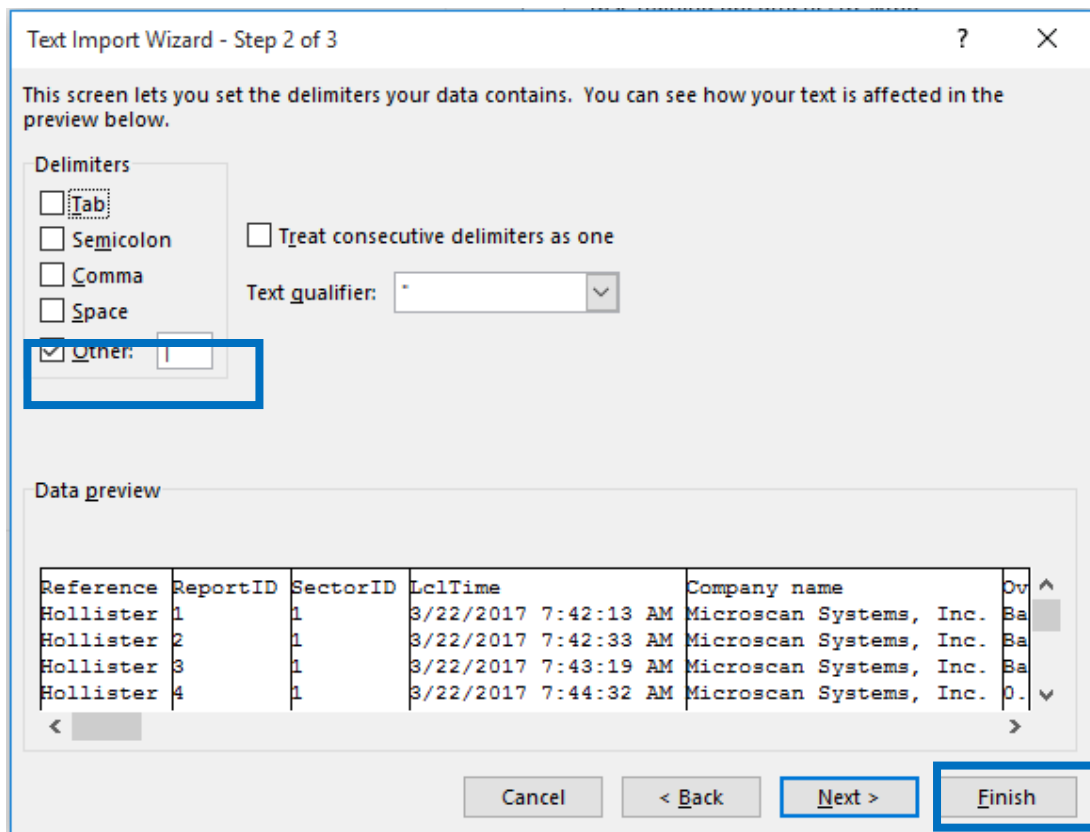 Text Import Wizard - Step 2 of 3
?
This screen lets you set the delimiters your data contains.  You can see how your text is affected in the
preview below.
Delimiters
Tab
Semicolon
Comma
Space
Other: |
Treat consecutive delimiters as one
Text qualifier: "
Data preview
Reference ReportID SectorID LclTime Company name Ov
Hollister 1 1 3/22/2017 7:42:13 AM Microscan Systems, Inc. Ba
Hollister 2 1 3/22/2017 7:42:33 AM Microscan Systems, Inc. Ba
Hollister 3 1 3/22/2017 7:43:19 AM Microscan Systems, Inc. Ba
Hollister 4 1 3/22/2017 7:44:32 AM Microscan Systems, Inc. 0.
Cancel < Back Next > Finish